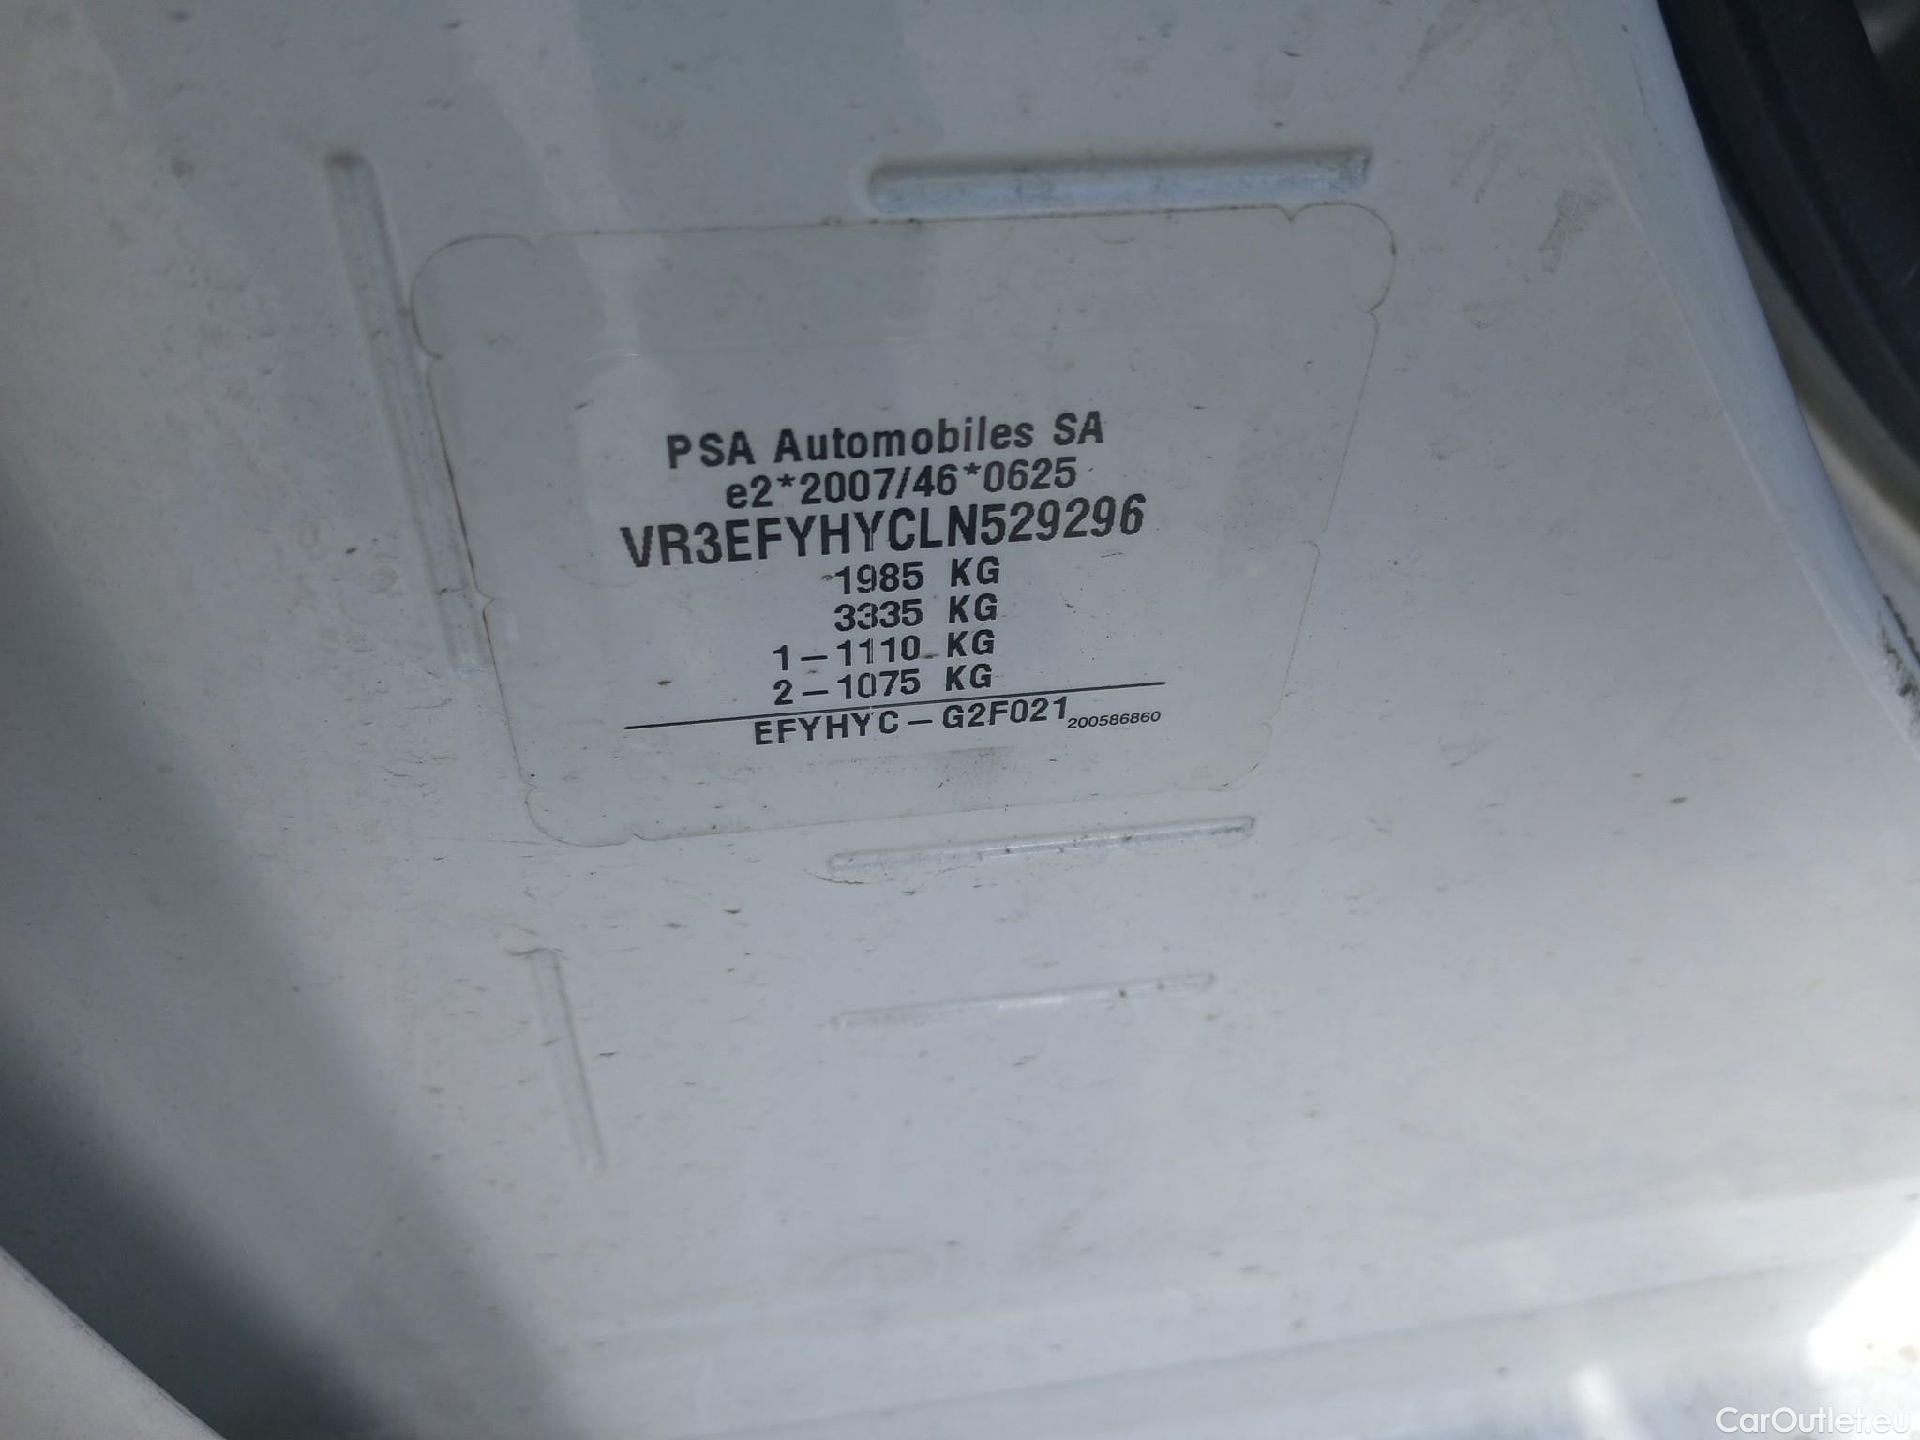 PSA Automobiles SA
e2*2007/46*0625
VR3EFYHYCLN529296
1985 KG
3335 KG
1-1110 KG
2-1075 KG
EFYHYC-G2F021 200586860
CarOutlet.eu